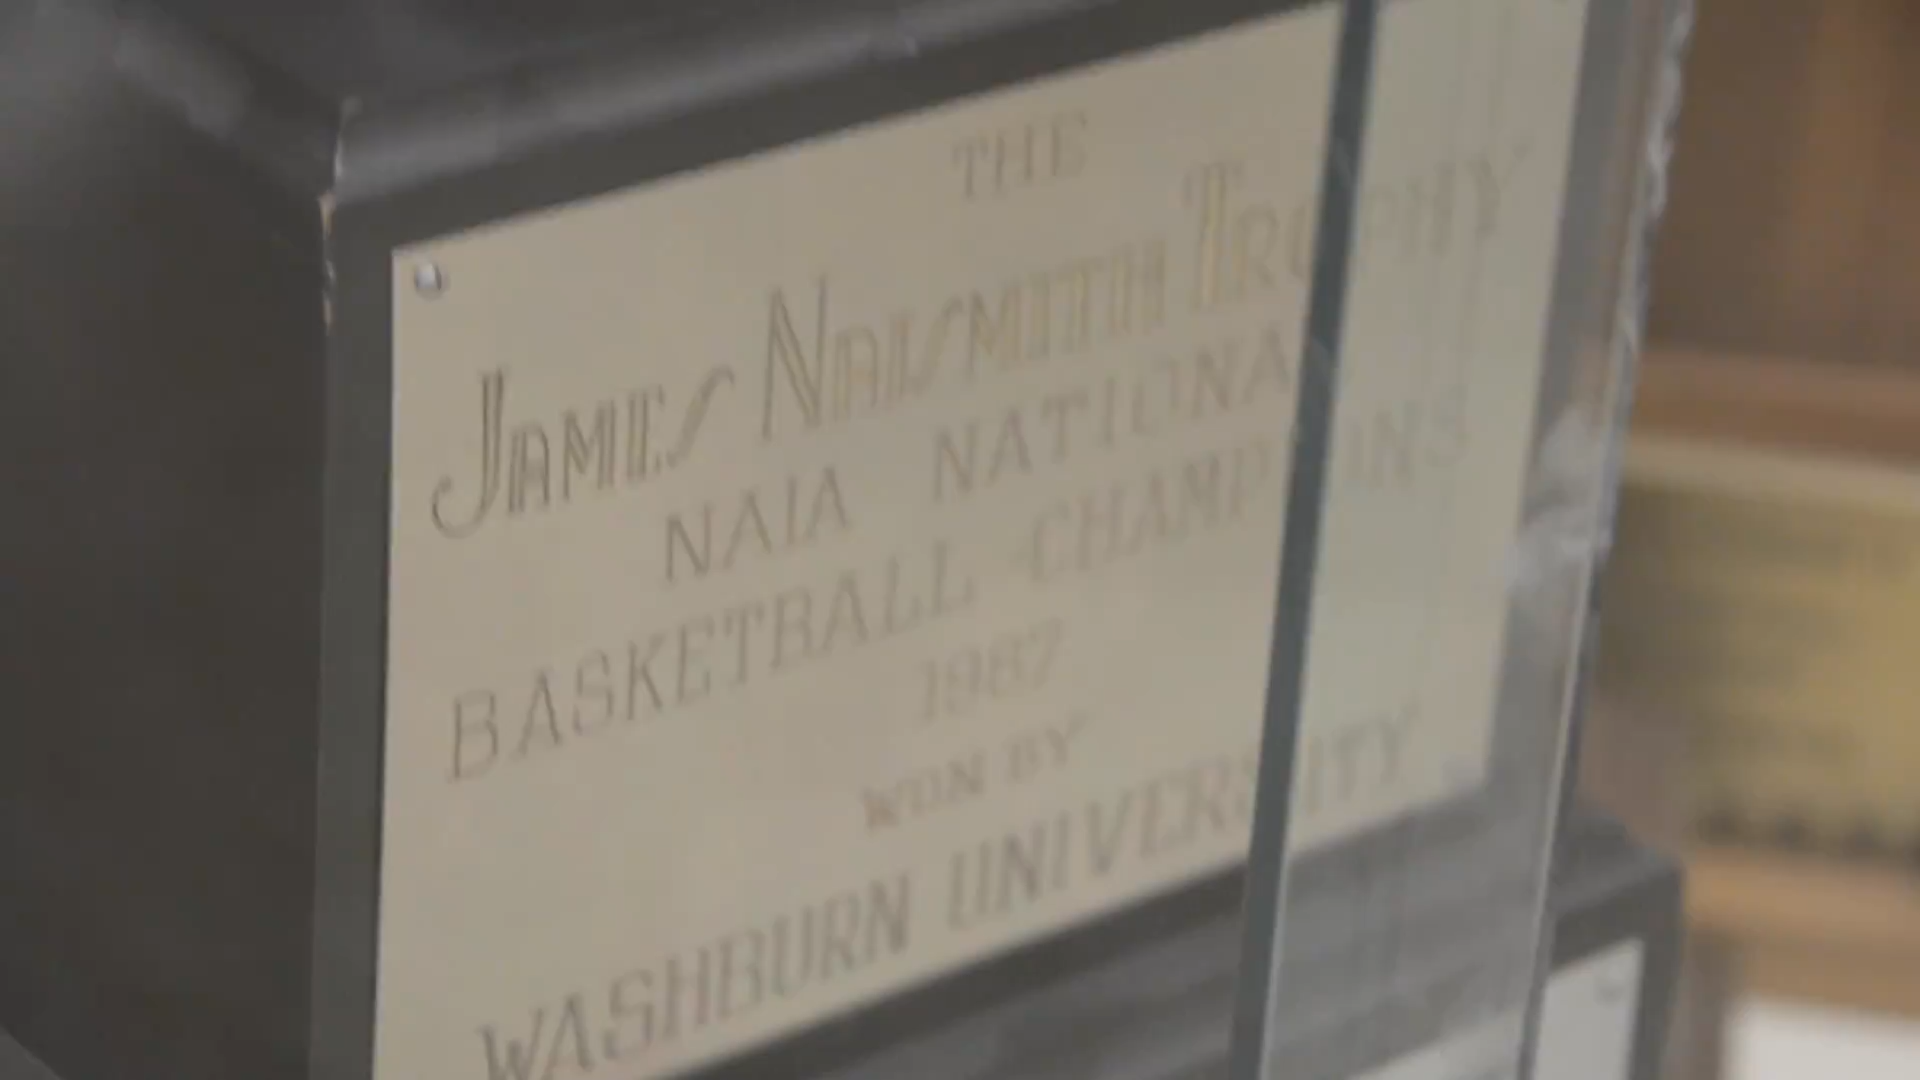 THE
JAMES NAISMITH TROPHY
NAIA NATIONAL
BASKETBALL CHAMPIONS
1987
WON BY
WASHBURN UNIVERSITY